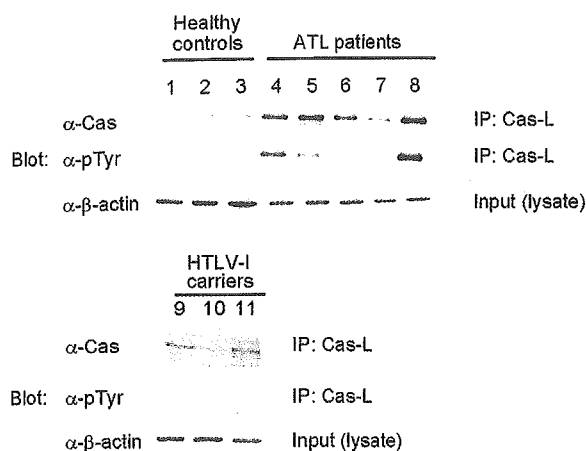 Healthy controls ATL patients
1 2 3 4 5 6 7 8
α-Cas IP: Cas-L
Blot: α-pTyr IP: Cas-L
α-β-actin Input (lysate)
HTLV-I carriers
9 10 11
α-Cas IP: Cas-L
Blot: α-pTyr IP: Cas-L
α-β-actin Input (lysate)